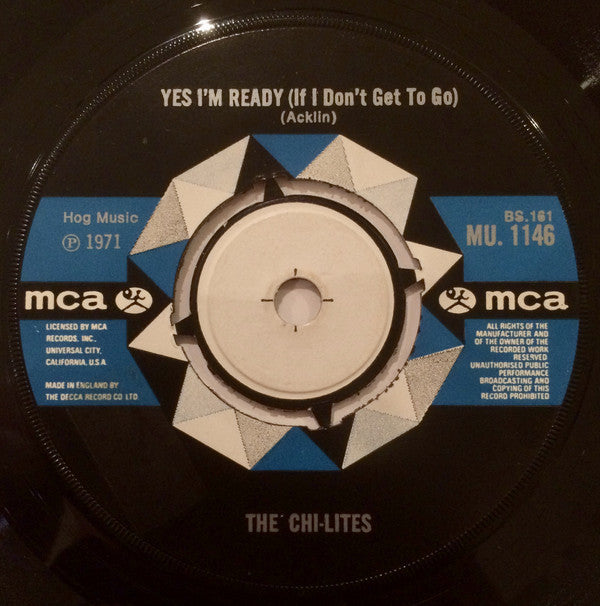 YES I'M READY (If I Don't Get To Go)
(Acklin)
Hog Music
℗ 1971
BS.161
MU. 1146
mca
mca
LICENSED BY MCA
RECORDS, INC.,
UNIVERSAL CITY,
CALIFORNIA, U.S.A.
MADE IN ENGLAND BY
THE DECCA RECORD CO LTD.
ALL RIGHTS OF THE
MANUFACTURER AND
OF THE OWNER OF THE
RECORDED WORK
RESERVED
UNAUTHORISED PUBLIC
PERFORMANCE
BROADCASTING AND
COPYING OF THIS
RECORD PROHIBITED
THE CHI-LITES